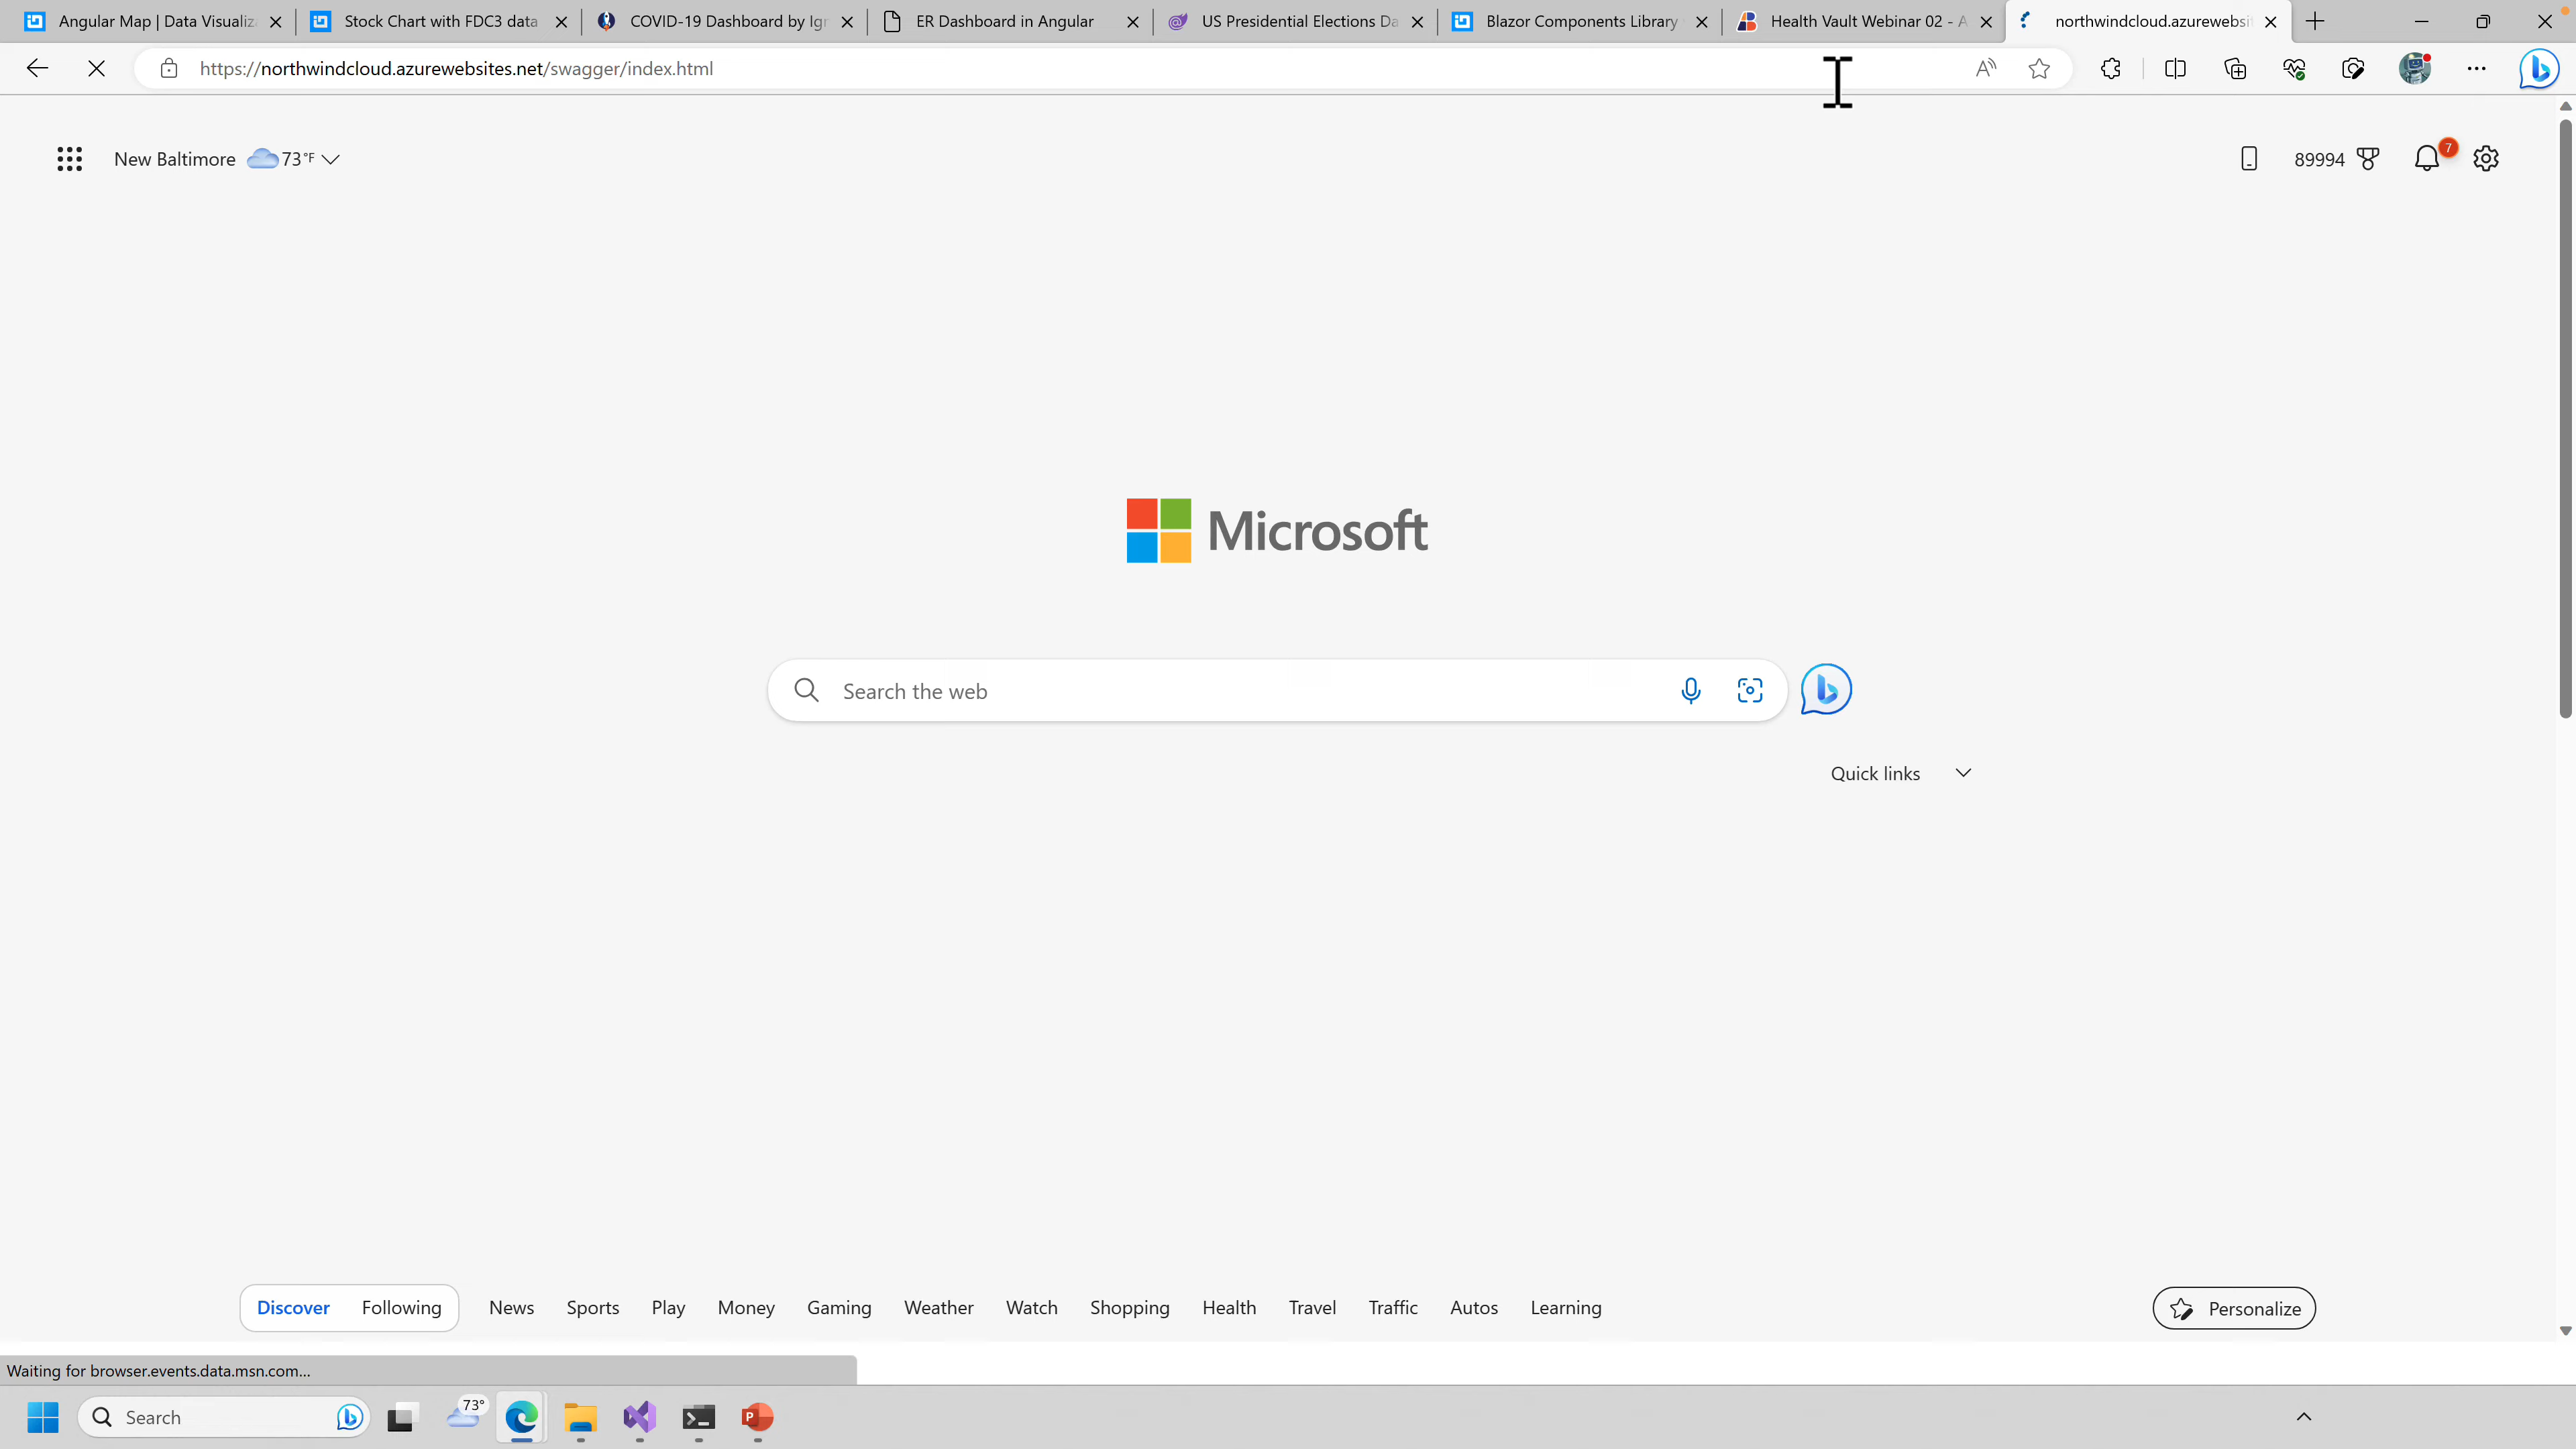 Angular Map | Data Visualiz
Stock Chart with FDC3 data
COVID-19 Dashboard by Ig
ER Dashboard in Angular
US Presidential Elections Da
Blazor Components Library
Health Vault Webinar 02 - A
northwindcloud.azurewebsi
https://northwindcloud.azurewebsites.net/swagger/index.html
New Baltimore 73°F
89994
7
Microsoft
Search the web
Quick links
Discover Following News Sports Play Money Gaming Weather Watch Shopping Health Travel Traffic Autos Learning
Personalize
Waiting for browser.events.data.msn.com...
Search
73°